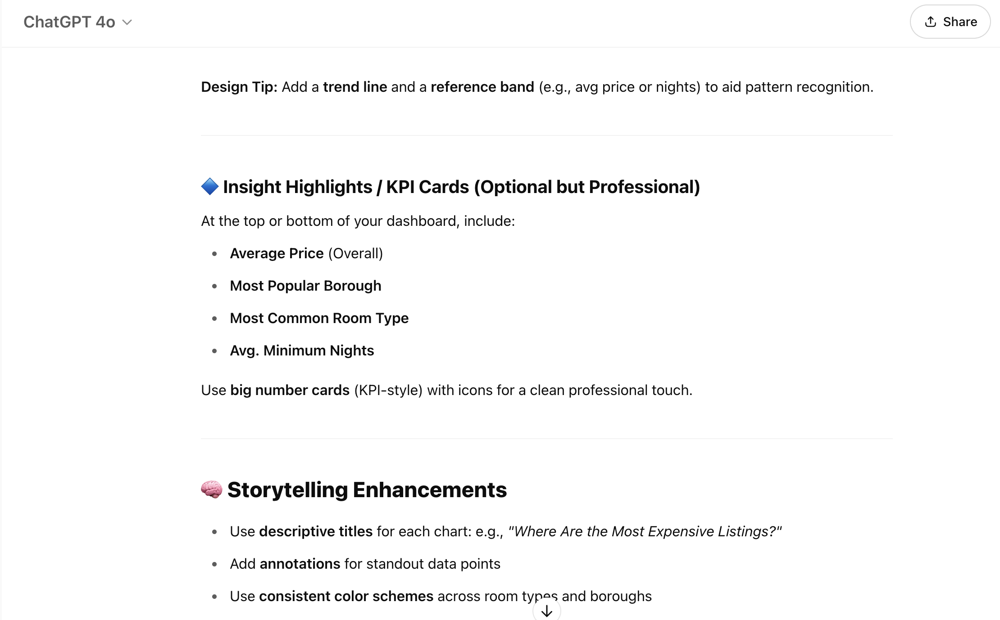 ChatGPT 4o
Share
Design Tip: Add a trend line and a reference band (e.g., avg price or nights) to aid pattern recognition.
Insight Highlights / KPI Cards (Optional but Professional)
At the top or bottom of your dashboard, include:
Average Price (Overall)
Most Popular Borough
Most Common Room Type
Avg. Minimum Nights
Use big number cards (KPI-style) with icons for a clean professional touch.
Storytelling Enhancements
Use descriptive titles for each chart: e.g., "Where Are the Most Expensive Listings?"
Add annotations for standout data points
Use consistent color schemes across room types and boroughs